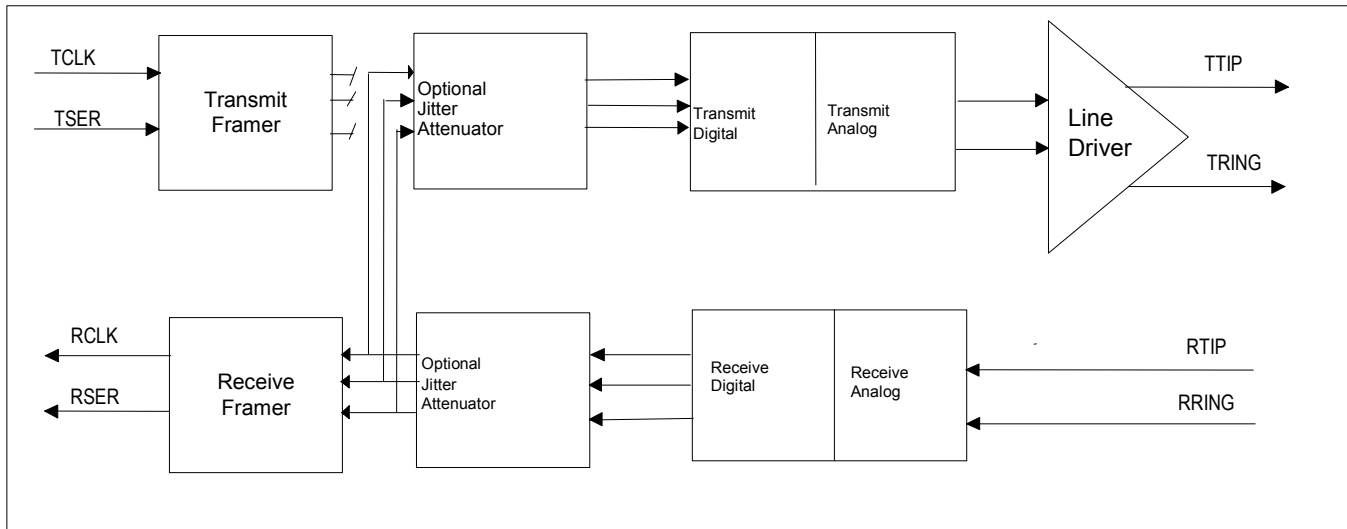 TCLK
TSER
Transmit
Framer
Optional
Jitter
Attenuator
Transmit
Digital
Transmit
Analog
Line
Driver
TTIP
TRING
RCLK
RSER
Receive
Framer
Optional
Jitter
Attenuator
Receive
Digital
Receive
Analog
RTIP
RRING